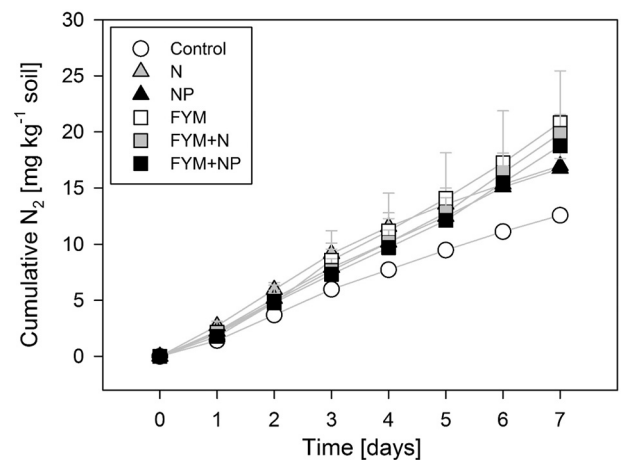 30
25
20
15
10
5
0
Cumulative N₂ [mg kg⁻¹ soil]
Control
N
NP
FYM
FYM+N
FYM+NP
0 1 2 3 4 5 6 7
Time [days]